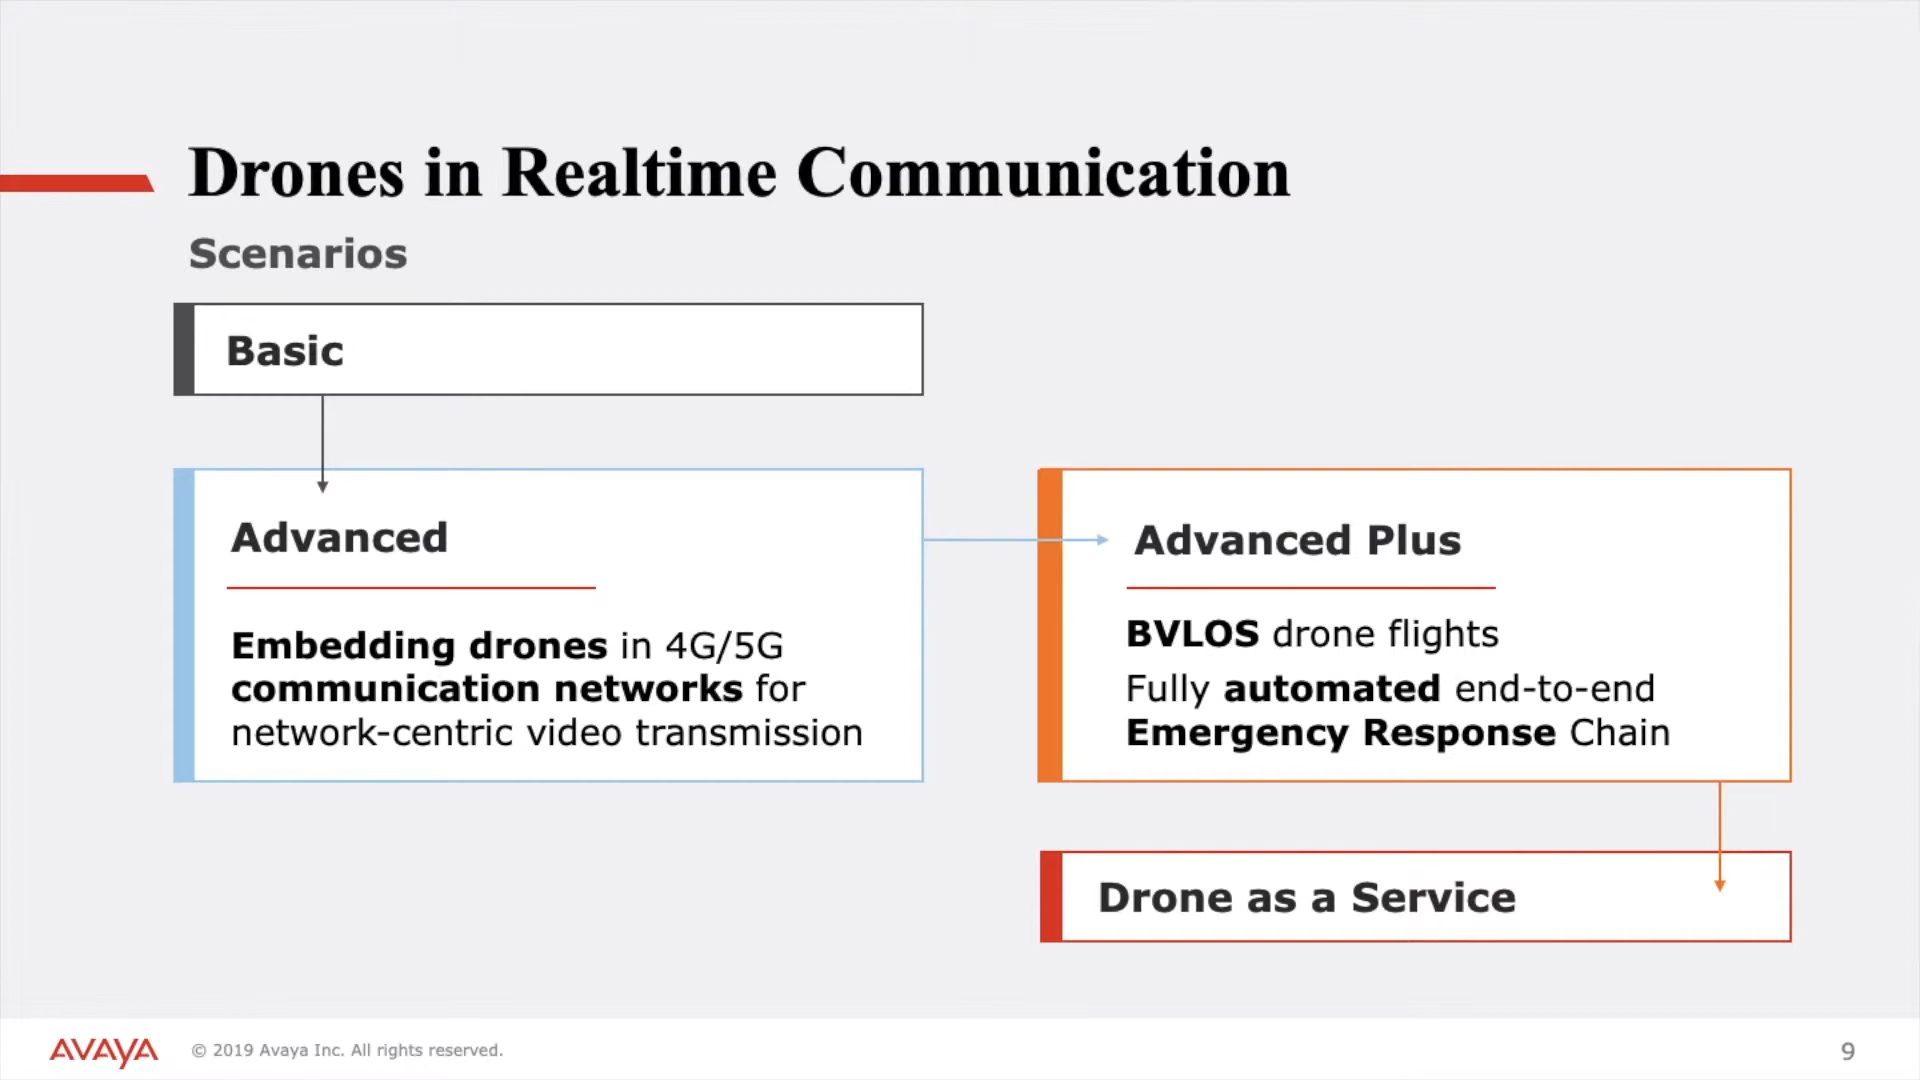 Drones in Realtime Communication
Scenarios
Basic
Advanced
Embedding drones in 4G/5G
communication networks for
network-centric video transmission
Advanced Plus
BVLOS drone flights
Fully automated end-to-end
Emergency Response Chain
Drone as a Service
AVAYA
© 2019 Avaya Inc. All rights reserved.
9